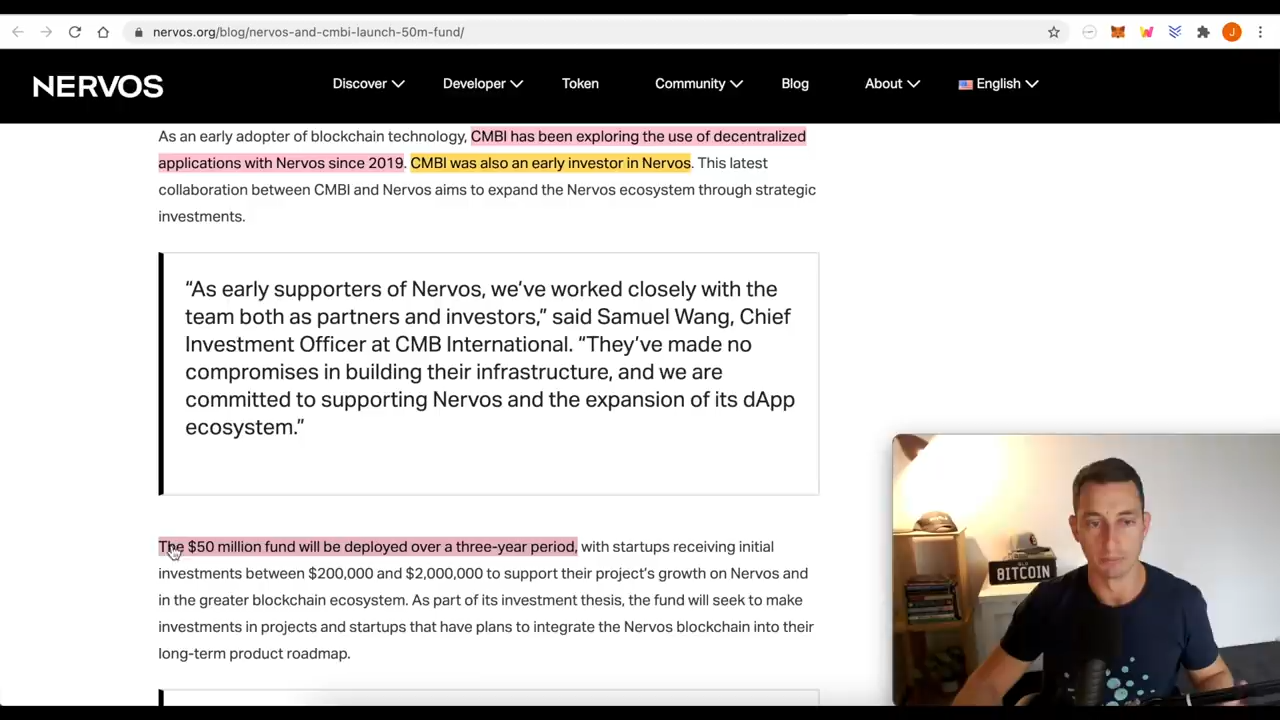 nervos.org/blog/nervos-and-cmbi-launch-50m-fund/
J
NERVOS
Discover Developer Token Community Blog About English
As an early adopter of blockchain technology, CMBI has been exploring the use of decentralized
applications with Nervos since 2019. CMBI was also an early investor in Nervos. This latest
collaboration between CMBI and Nervos aims to expand the Nervos ecosystem through strategic
investments.
“As early supporters of Nervos, we’ve worked closely with the
team both as partners and investors,” said Samuel Wang, Chief
Investment Officer at CMB International. “They’ve made no
compromises in building their infrastructure, and we are
committed to supporting Nervos and the expansion of its dApp
ecosystem.”
The $50 million fund will be deployed over a three-year period, with startups receiving initial
investments between $200,000 and $2,000,000 to support their project’s growth on Nervos and
in the greater blockchain ecosystem. As part of its investment thesis, the fund will seek to make
investments in projects and startups that have plans to integrate the Nervos blockchain into their
long-term product roadmap.
BITCOIN